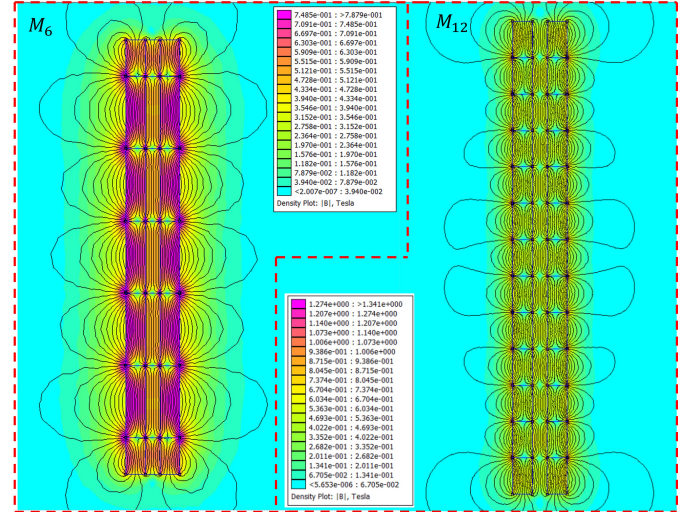 M6
7.485e-001 : >7.879e-001
7.091e-001 : 7.485e-001
6.697e-001 : 7.091e-001
6.303e-001 : 6.697e-001
5.909e-001 : 6.303e-001
5.515e-001 : 5.909e-001
5.121e-001 : 5.515e-001
4.728e-001 : 5.121e-001
4.334e-001 : 4.728e-001
3.940e-001 : 4.334e-001
3.546e-001 : 3.940e-001
3.152e-001 : 3.546e-001
2.758e-001 : 3.152e-001
2.364e-001 : 2.758e-001
1.970e-001 : 2.364e-001
1.576e-001 : 1.970e-001
1.182e-001 : 1.576e-001
7.879e-002 : 1.182e-001
3.940e-002 : 7.879e-002
<2.007e-007 : 3.940e-002
Density Plot: |B|, Tesla
M12
1.274e+000 : >1.341e+000
1.207e+000 : 1.274e+000
1.140e+000 : 1.207e+000
1.073e+000 : 1.140e+000
1.006e+000 : 1.073e+000
9.386e-001 : 1.006e+000
8.715e-001 : 9.386e-001
8.045e-001 : 8.715e-001
7.374e-001 : 8.045e-001
6.704e-001 : 7.374e-001
6.034e-001 : 6.704e-001
5.363e-001 : 6.034e-001
4.693e-001 : 5.363e-001
4.022e-001 : 4.693e-001
3.352e-001 : 4.022e-001
2.682e-001 : 3.352e-001
2.011e-001 : 2.682e-001
1.341e-001 : 2.011e-001
6.705e-002 : 1.341e-001
<5.653e-006 : 6.705e-002
Density Plot: |B|, Tesla